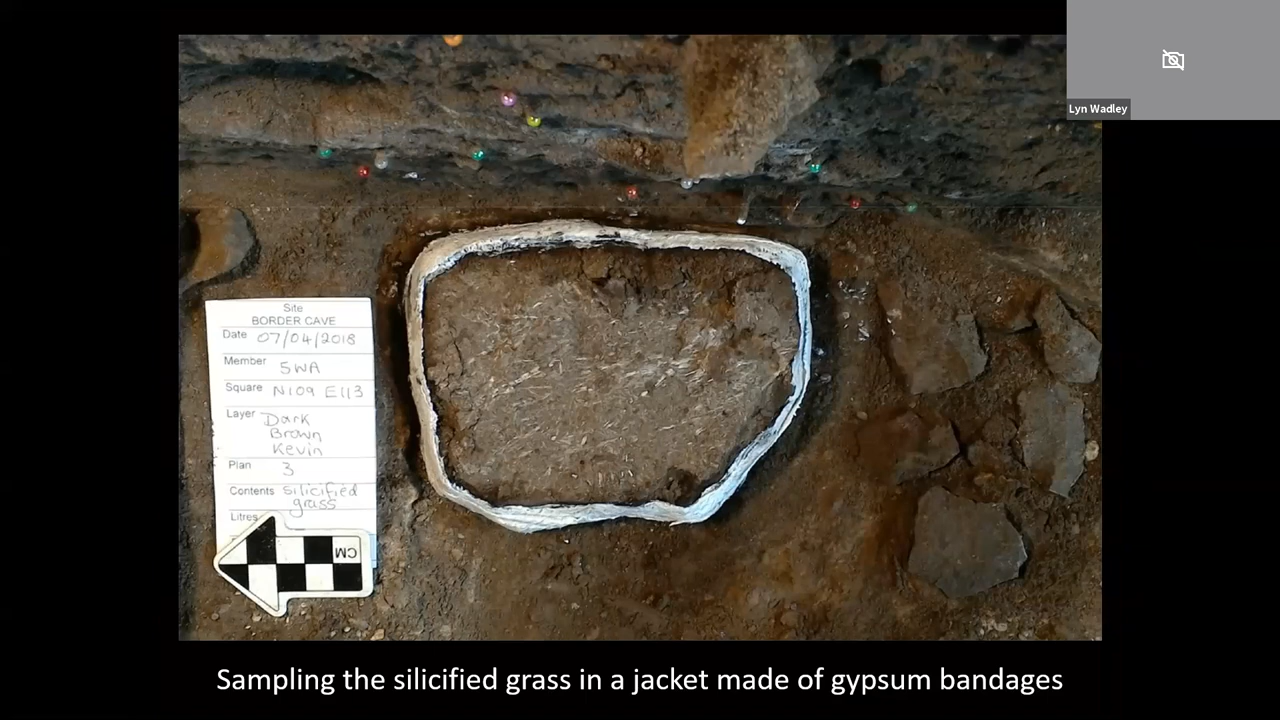 Lyn Wadley
Site
BORDER CAVE
Date 07/04/2018
Member 5WA
Square N109 E113
Layer Dark
Brown
Kevin
Plan 3
Contents silicified
grass
Litres
CM
Sampling the silicified grass in a jacket made of gypsum bandages